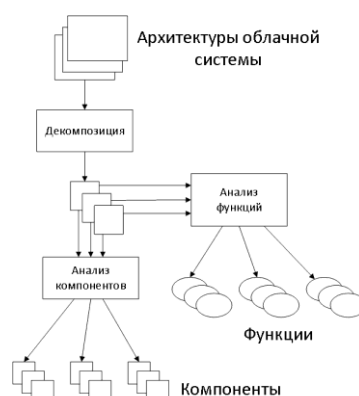 Архитектуры облачной
системы
Декомпозиция
Анализ
функций
Анализ
компонентов
Функции
Компоненты